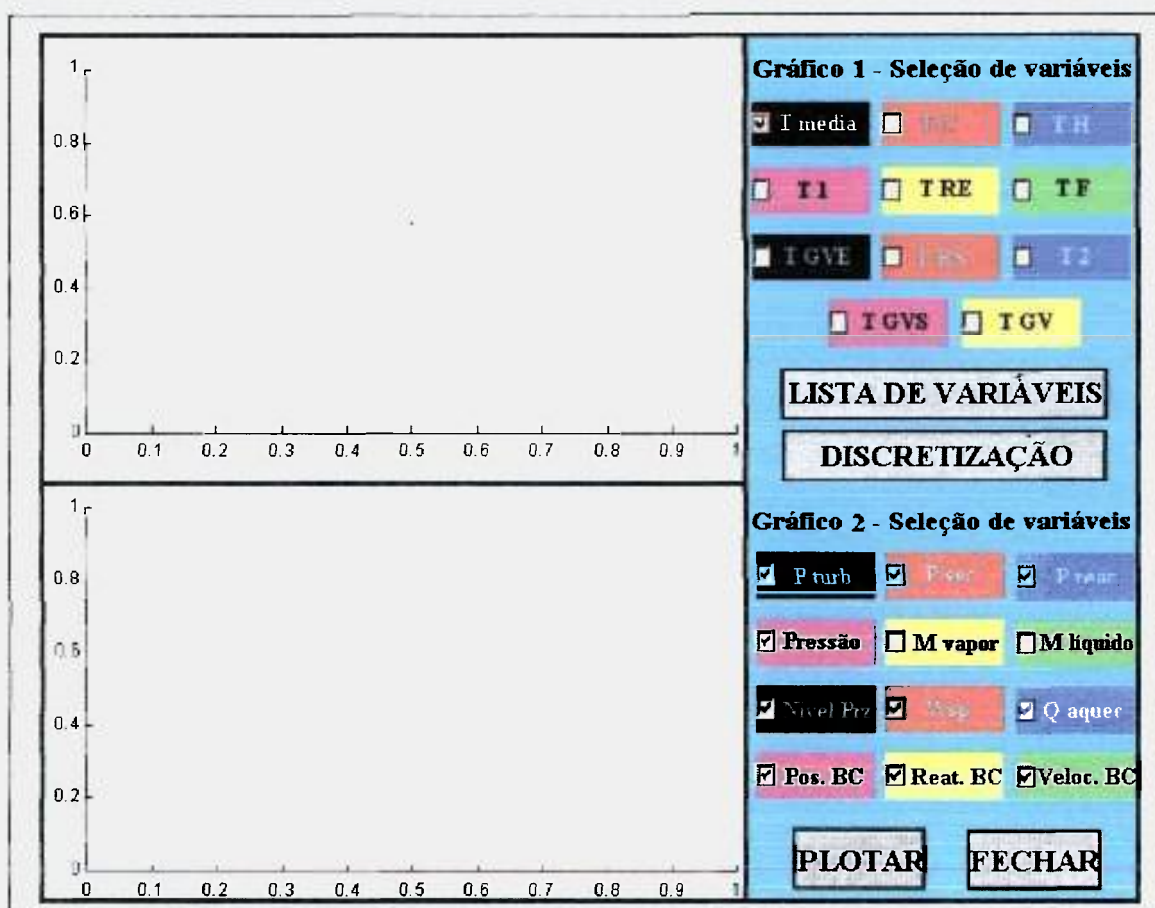 1
0.8
0.6
0.4
0.2
0
0 0.1 0.2 0.3 0.4 0.5 0.6 0.7 0.8 0.9 1
Gráfico 1 - Seleção de variáveis
T media
T H
T 1 T RE T F
T GVE T 2
T GVS T GV
LISTA DE VARIÁVEIS
DISCRETIZAÇÃO
1
0.8
0.6
0.4
0.2
0
0 0.1 0.2 0.3 0.4 0.5 0.6 0.7 0.8 0.9 1
Gráfico 2 - Seleção de variáveis
P turb
Pressão M vapor M líquido
Nivel Prz Q aquec
Pos. BC Reat. BC Veloc. BC
PLOTAR FECHAR